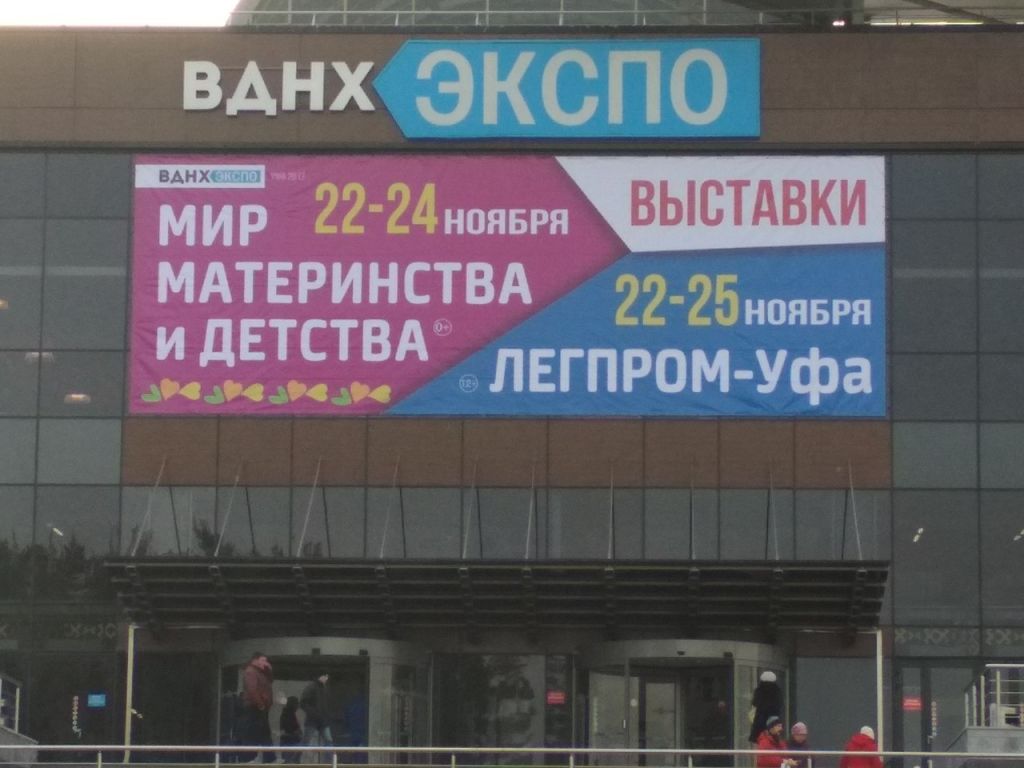 ВДНХ ЭКСПО
ВДНХ ЭКСПО
22-24 НОЯБРЯ
МИР
МАТЕРИНСТВА
и ДЕТСТВА 0+
ВЫСТАВКИ
22-25 НОЯБРЯ
12+ ЛЕГПРОМ-Уфа